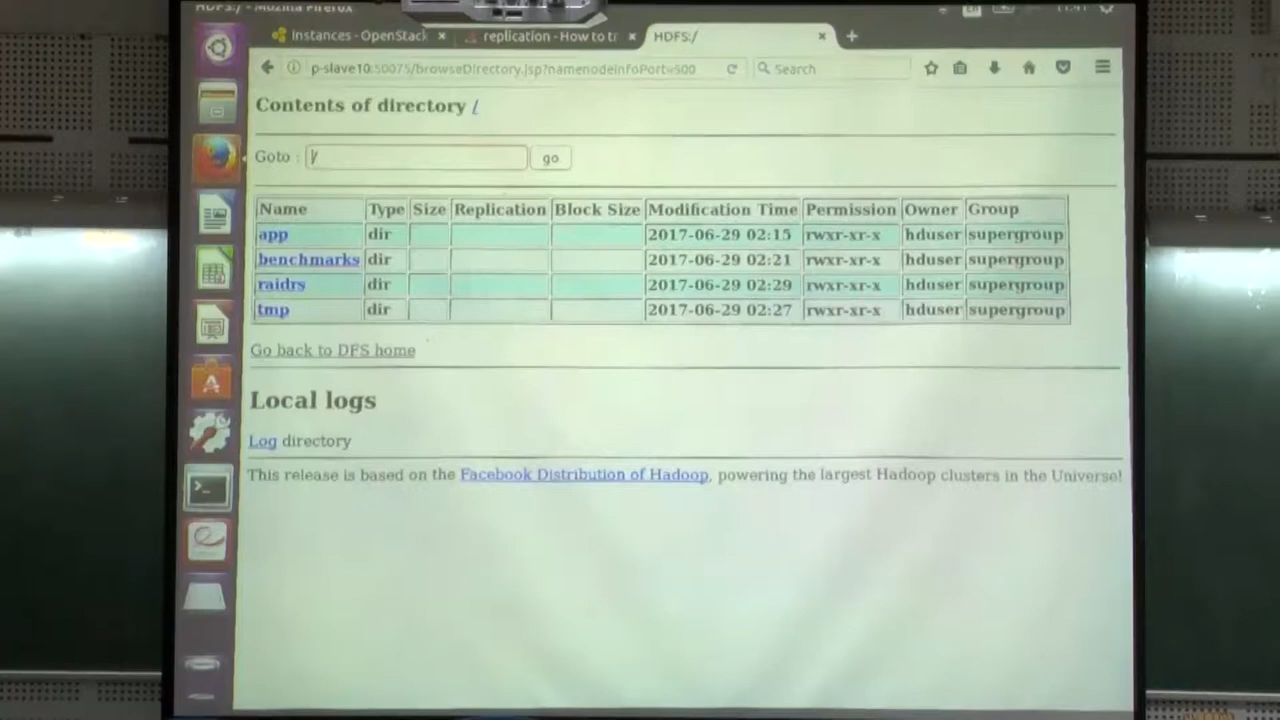 HDFS:/ - Mozilla Firefox
Instances - OpenStack × replication - How to tr × HDFS:/ × +
p-slave10:50075/browseDirectory.jsp?namenodeInfoPort=500 Search
Contents of directory /
Goto : / go
Name Type Size Replication Block Size Modification Time Permission Owner Group
app dir 2017-06-29 02:15 rwxr-xr-x hduser supergroup
benchmarks dir 2017-06-29 02:21 rwxr-xr-x hduser supergroup
raidrs dir 2017-06-29 02:29 rwxr-xr-x hduser supergroup
tmp dir 2017-06-29 02:27 rwxr-xr-x hduser supergroup
Go back to DFS home
Local logs
Log directory
This release is based on the Facebook Distribution of Hadoop, powering the largest Hadoop clusters in the Universe!